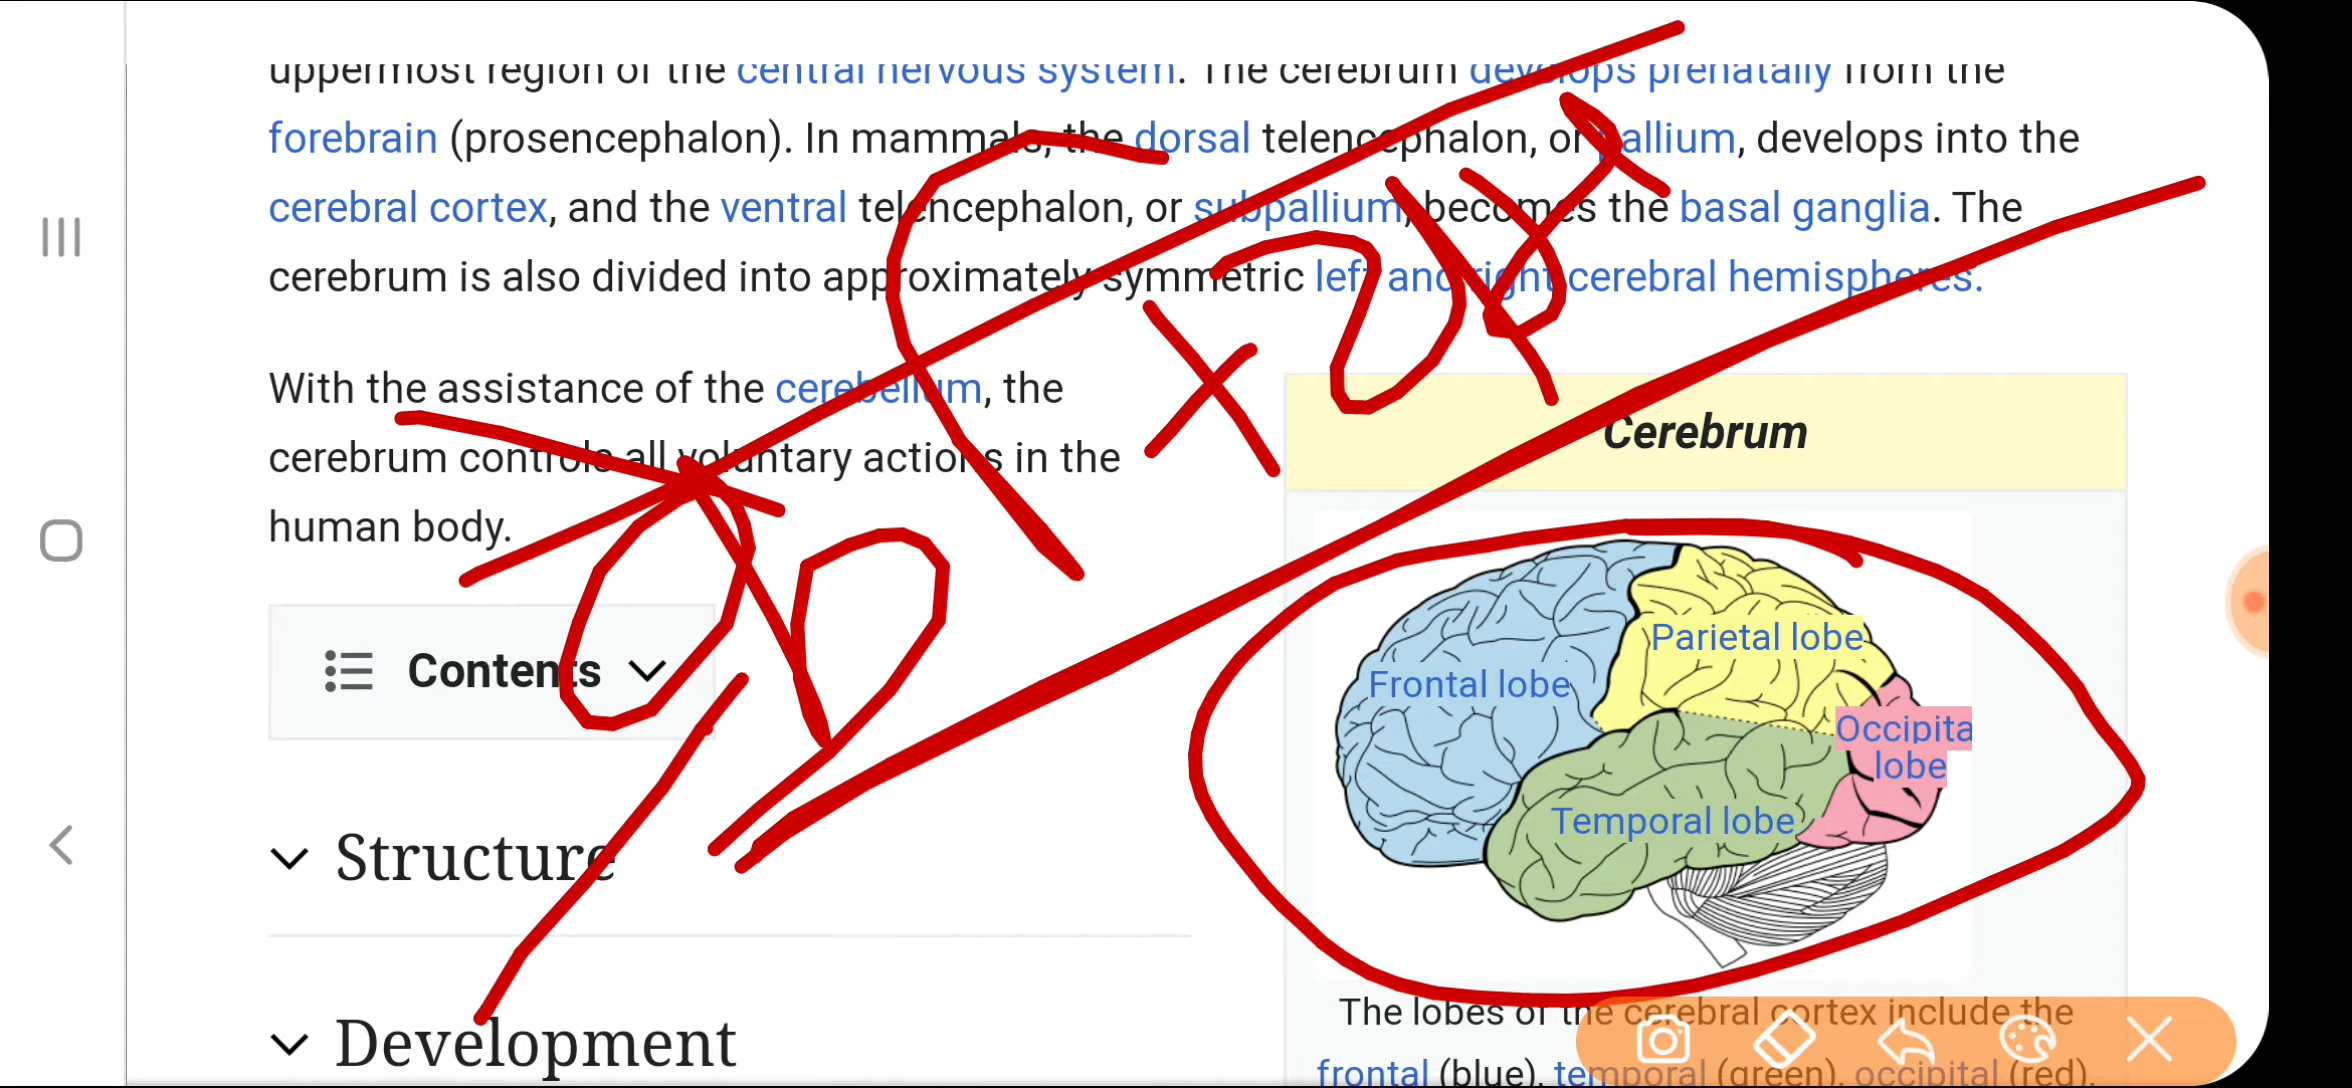 uppermost region of the central nervous system. The cerebrum develops prenatally from the
forebrain (prosencephalon). In mammals, the dorsal telencephalon, or pallium, develops into the
cerebral cortex, and the ventral telencephalon, or subpallium, becomes the basal ganglia. The
cerebrum is also divided into approximately symmetric left and right cerebral hemispheres.
With the assistance of the cerebellum, the
cerebrum controls all voluntary actions in the
human body.
Contents
Structure
Development
Cerebrum
Frontal lobe
Parietal lobe
Occipita
lobe
Temporal lobe
The lobes of the cerebral cortex include the
frontal (blue), temporal (green), occipital (red),